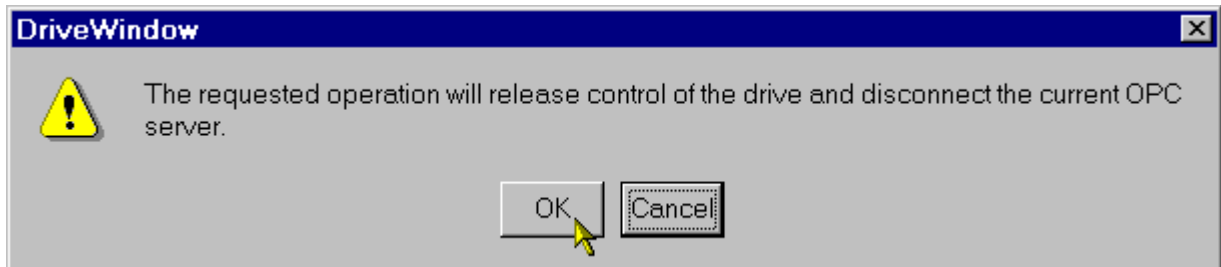 DriveWindow
The requested operation will release control of the drive and disconnect the current OPC
server.
OK Cancel